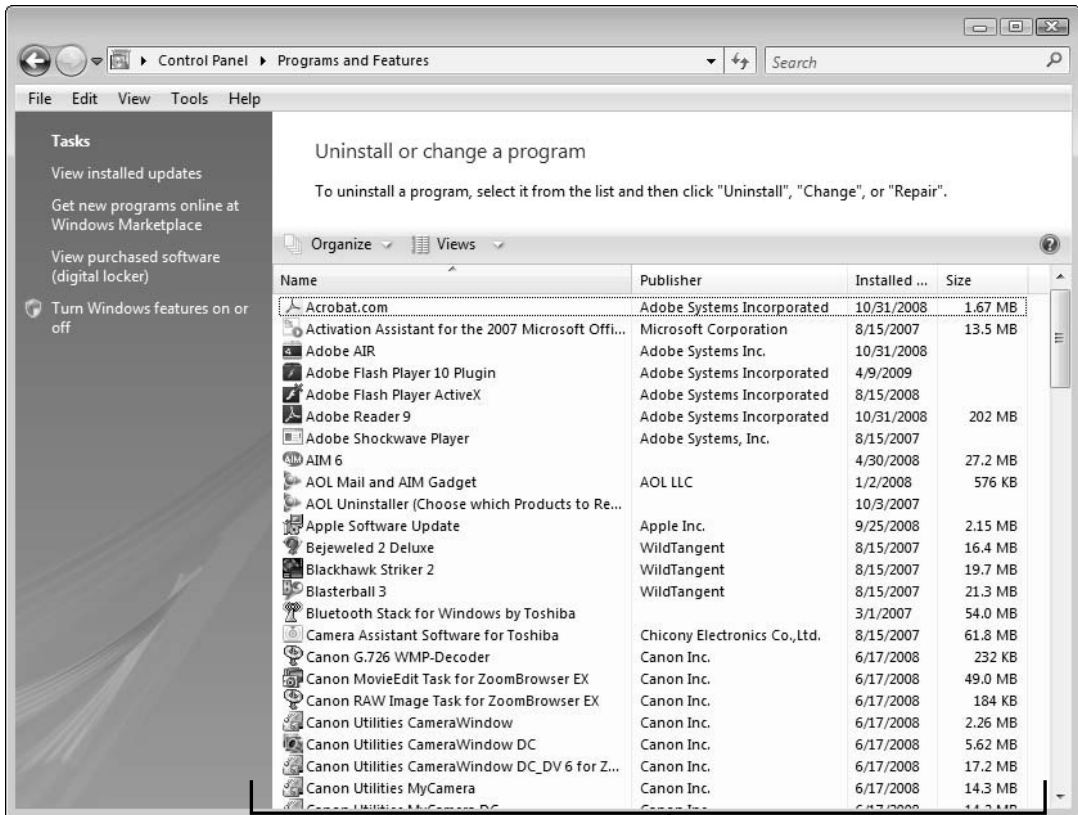 Control Panel Programs and Features
Search
File Edit View Tools Help
Tasks
View installed updates
Get new programs online at
Windows Marketplace
View purchased software
(digital locker)
Turn Windows features on or
off
Uninstall or change a program
To uninstall a program, select it from the list and then click "Uninstall", "Change", or "Repair".
Organize Views
Name Publisher Installed ... Size
Acrobat.com Adobe Systems Incorporated 10/31/2008 1.67 MB
Activation Assistant for the 2007 Microsoft Offi... Microsoft Corporation 8/15/2007 13.5 MB
Adobe AIR Adobe Systems Inc. 10/31/2008
Adobe Flash Player 10 Plugin Adobe Systems Incorporated 4/9/2009
Adobe Flash Player ActiveX Adobe Systems Incorporated 8/15/2008
Adobe Reader 9 Adobe Systems Incorporated 10/31/2008 202 MB
Adobe Shockwave Player Adobe Systems, Inc. 8/15/2007
AIM 6 4/30/2008 27.2 MB
AOL Mail and AIM Gadget AOL LLC 1/2/2008 576 KB
AOL Uninstaller (Choose which Products to Re... 10/3/2007
Apple Software Update Apple Inc. 9/25/2008 2.15 MB
Bejeweled 2 Deluxe WildTangent 8/15/2007 16.4 MB
Blackhawk Striker 2 WildTangent 8/15/2007 19.7 MB
Blasterball 3 WildTangent 8/15/2007 21.3 MB
Bluetooth Stack for Windows by Toshiba 3/1/2007 54.0 MB
Camera Assistant Software for Toshiba Chicony Electronics Co.,Ltd. 8/15/2007 61.8 MB
Canon G.726 WMP-Decoder Canon Inc. 6/17/2008 232 KB
Canon MovieEdit Task for ZoomBrowser EX Canon Inc. 6/17/2008 49.0 MB
Canon RAW Image Task for ZoomBrowser EX Canon Inc. 6/17/2008 184 KB
Canon Utilities CameraWindow Canon Inc. 6/17/2008 2.26 MB
Canon Utilities CameraWindow DC Canon Inc. 6/17/2008 5.62 MB
Canon Utilities CameraWindow DC_DV 6 for Z... Canon Inc. 6/17/2008 17.2 MB
Canon Utilities MyCamera Canon Inc. 6/17/2008 14.3 MB